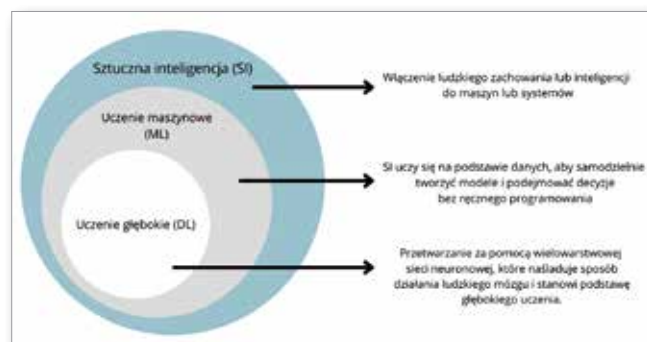 Sztuczna inteligencja (SI)
Włączenie ludzkiego zachowania lub inteligencji
do maszyn lub systemów
Uczenie maszynowe
(ML)
SI uczy się na podstawie danych, aby samodzielnie
tworzyć modele i podejmować decyzje
bez ręcznego programowania
Uczenie głębokie (DL)
Przetwarzanie za pomocą wielowarstwowej
sieci neuronowej, które naśladuje sposób
działania ludzkiego mózgu i stanowi podstawę
głębokiego uczenia.